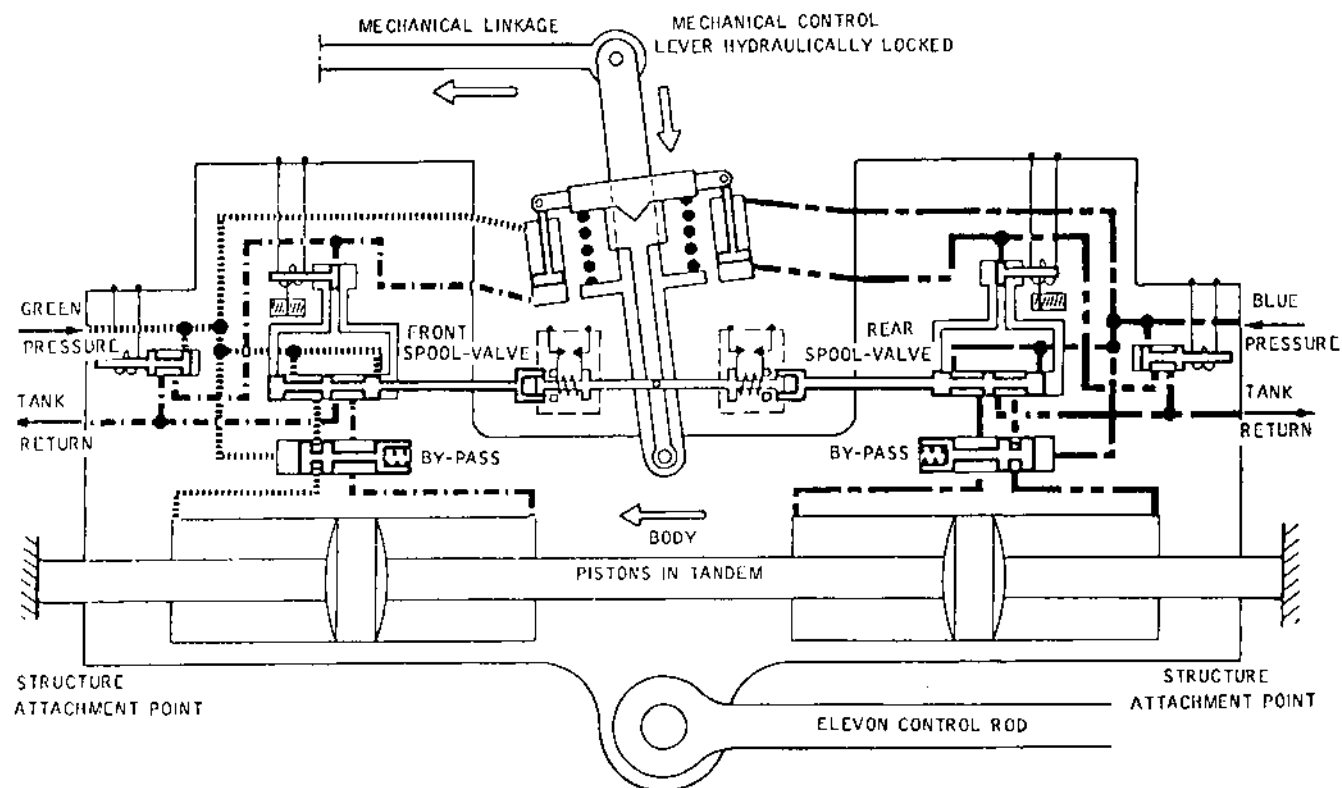 MECHANICAL LINKAGE
MECHANICAL CONTROL
LEVER HYDRAULICALLY LOCKED
GREEN
PRESSURE
FRONT
SPOOL-VALVE
REAR
SPOOL-VALVE
BLUE
PRESSURE
TANK
RETURN
TANK
RETURN
BY-PASS
BY-PASS
BODY
PISTONS IN TANDEM
STRUCTURE
ATTACHMENT POINT
STRUCTURE
ATTACHMENT POINT
ELEVON CONTROL ROD